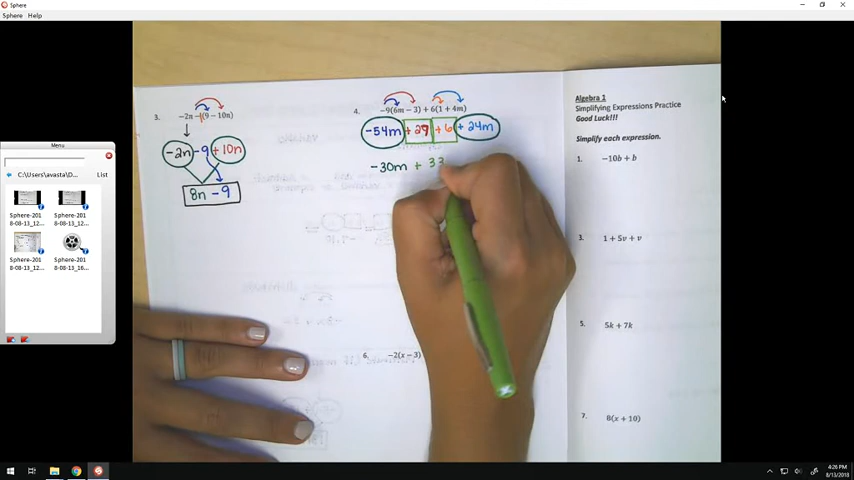 Sphere
Sphere Help
Menu
C:\Users\avasta\D...
List
Sphere-201
8-08-13_12...
Sphere-201
8-08-13_12...
Sphere-201
8-08-13_12...
Sphere-201
8-08-13_16...
3.
-2n -1(9 - 10n)
-2n -9 +10n
8n -9
4.
-9(6m - 3) + 6(1 + 4m)
-54m +27 +6 +24m
-30m + 33
6.
-2(x - 3)
Algebra 1
Simplifying Expressions Practice
Good Luck!!!
Simplify each expression.
1. -10b + b
3. 1 + 5v + v
5. 5k + 7k
7. 8(x + 10)
4:26 PM
8/13/2018